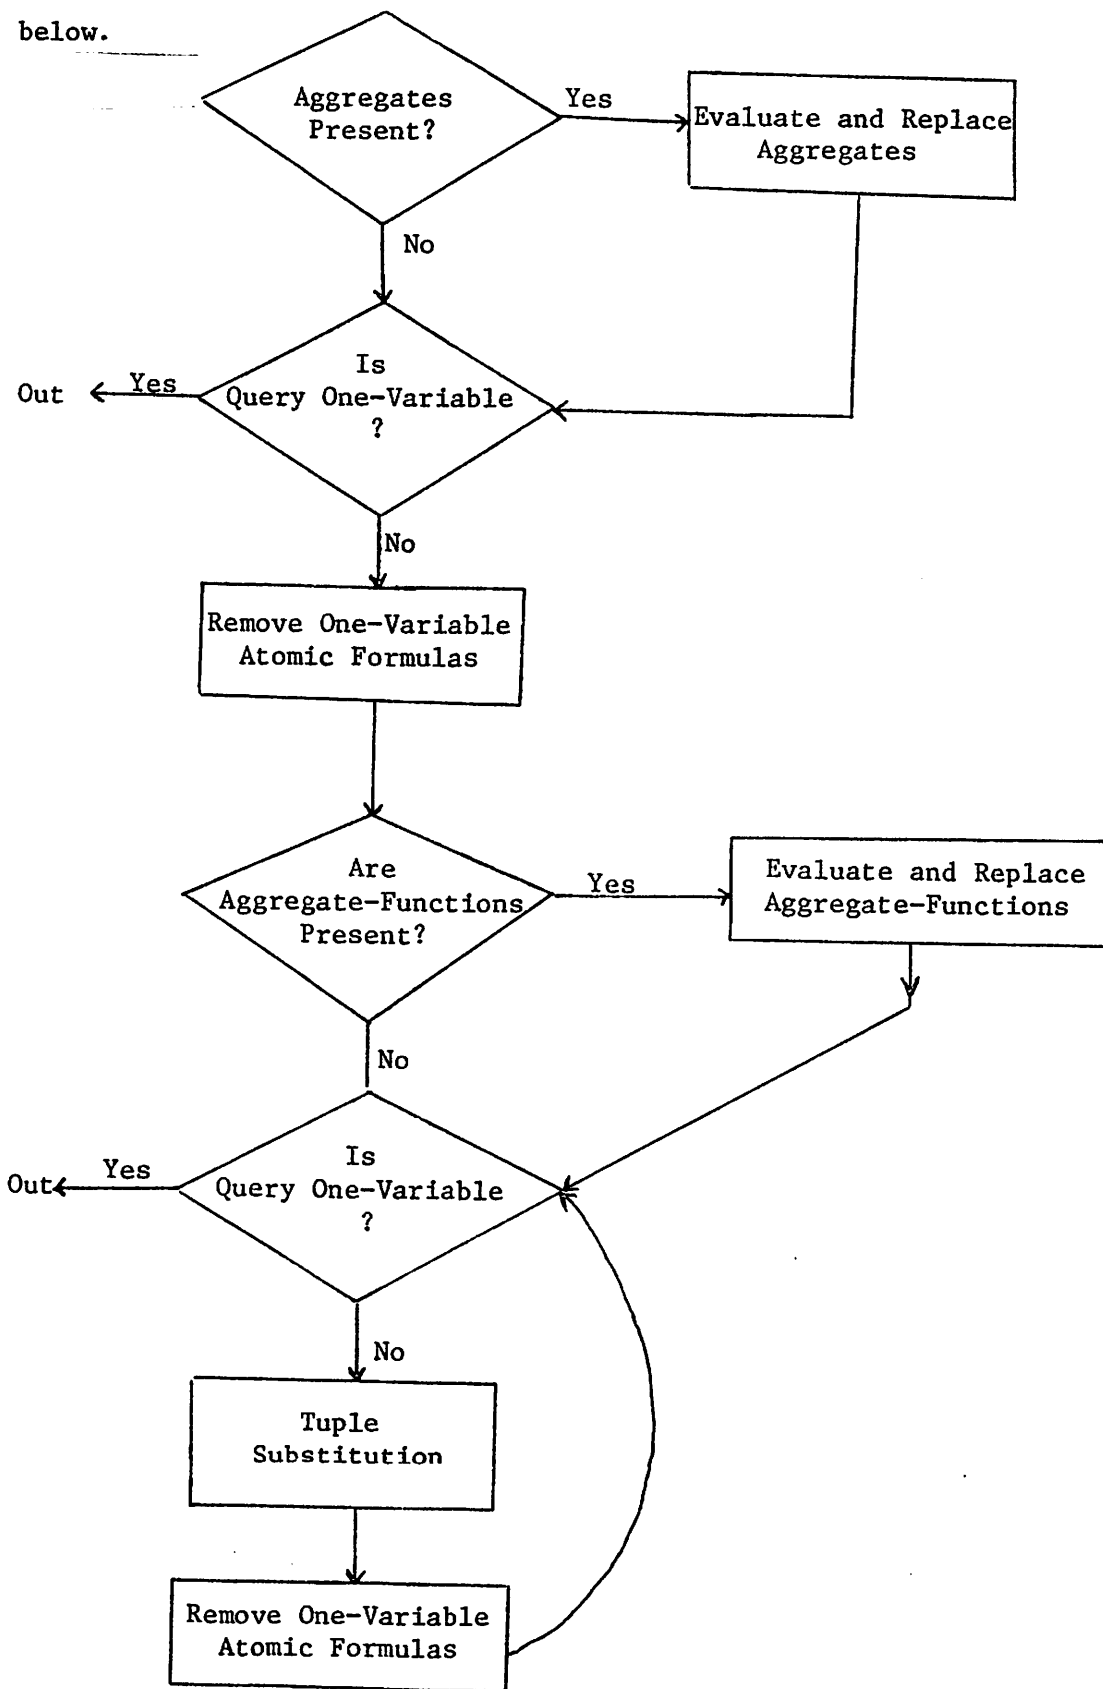 below.
Aggregates
Present?
Yes
Evaluate and Replace
Aggregates
No
Is
Query One-Variable
?
Yes
Out
No
Remove One-Variable
Atomic Formulas
Are
Aggregate-Functions
Present?
Yes
Evaluate and Replace
Aggregate-Functions
No
Is
Query One-Variable
?
Yes
Out
No
Tuple
Substitution
Remove One-Variable
Atomic Formulas